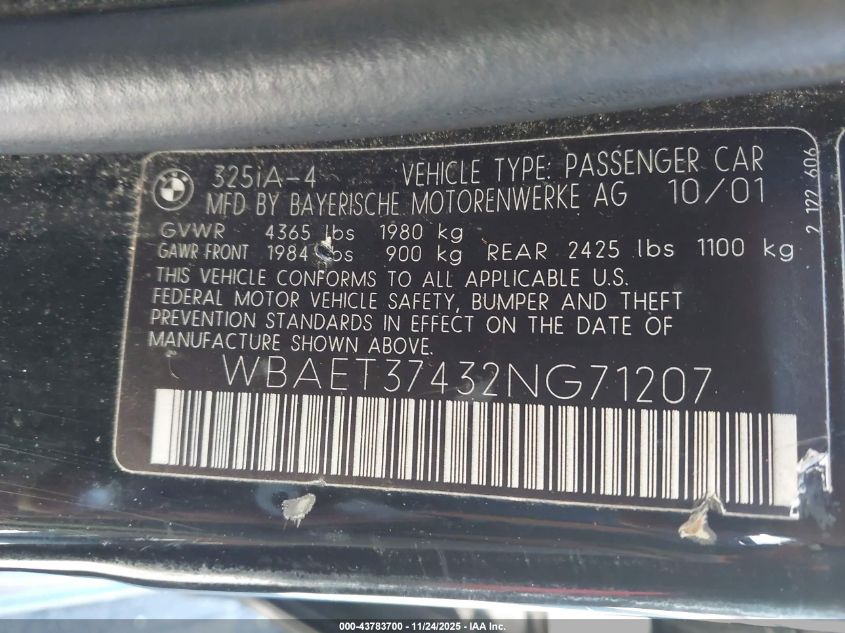 325iA-4 VEHICLE TYPE: PASSENGER CAR
MFD BY BAYERISCHE MOTORENWERKE AG 10/01
GVWR 4365 lbs 1980 kg
GAWR FRONT 1984 lbs 900 kg REAR 2425 lbs 1100 kg
THIS VEHICLE CONFORMS TO ALL APPLICABLE U.S.
FEDERAL MOTOR VEHICLE SAFETY, BUMPER AND THEFT
PREVENTION STANDARDS IN EFFECT ON THE DATE OF
MANUFACTURE SHOWN ABOVE.
WBAET37432NG71207
2 122 606
000-43783700 - 11/24/2025 - IAA Inc.